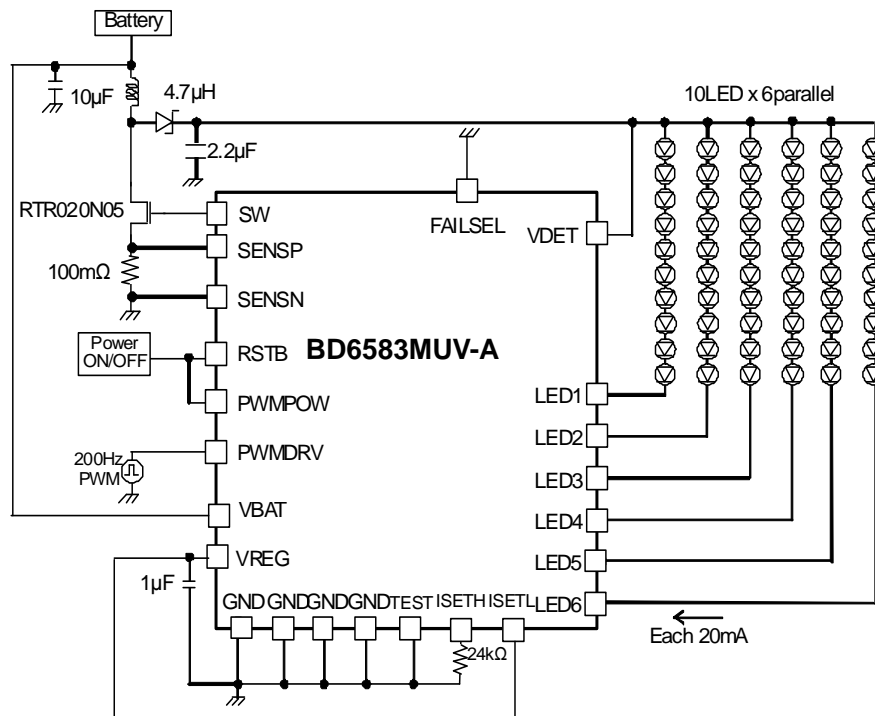 Battery
4.7µH
10µF
10LED x 6parallel
2.2µF
RTR020N05
SW
FAILSEL
VDET
SENSP
100mΩ
SENSN
Power
ON/OFF
RSTB
BD6583MUV-A
PWMPOW
LED1
LED2
200Hz
PWM
PWMDRV
LED3
VBAT
LED4
VREG
LED5
1µF
GND
GND
GND
GND
TEST
ISETH
ISETL
LED6
24kΩ
Each 20mA